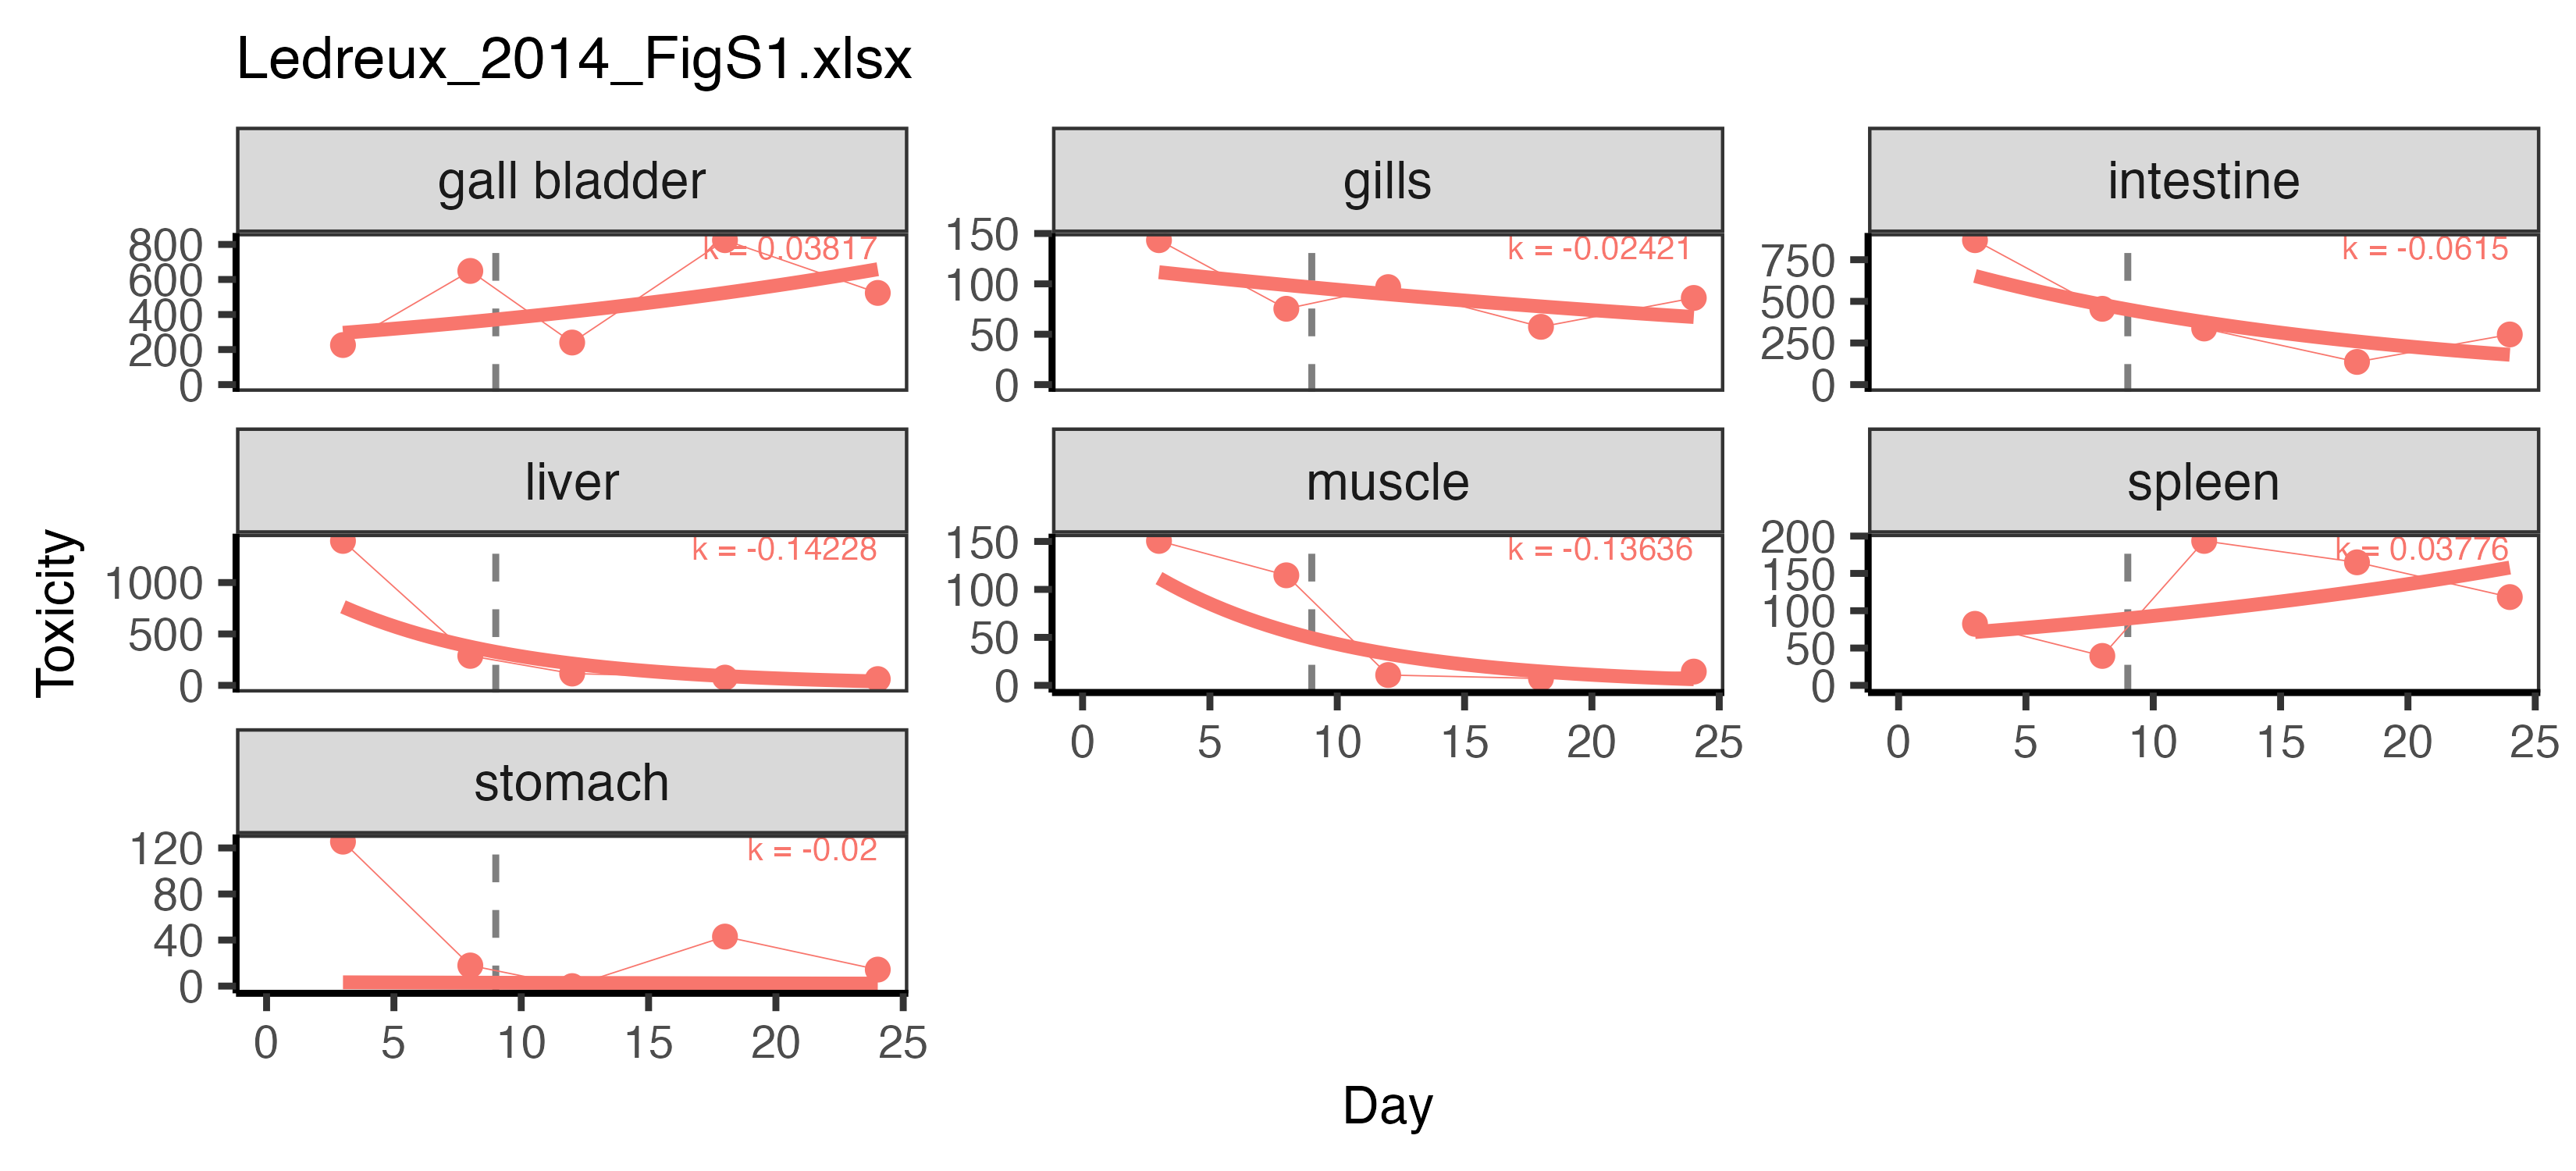 Ledreux_2014_FigS1.xlsx
gall bladder
gills
intestine
800
600
400
200
0
k = 0.03817
150
100
50
0
k = -0.02421
750
500
250
0
k = -0.0615
liver
muscle
spleen
1000
500
0
k = -0.14228
150
100
50
0
k = -0.13636
200
150
100
50
0
k = 0.03776
0 5 10 15 20 25
0 5 10 15 20 25
stomach
120
80
40
0
k = -0.02
0 5 10 15 20 25
Toxicity
Day